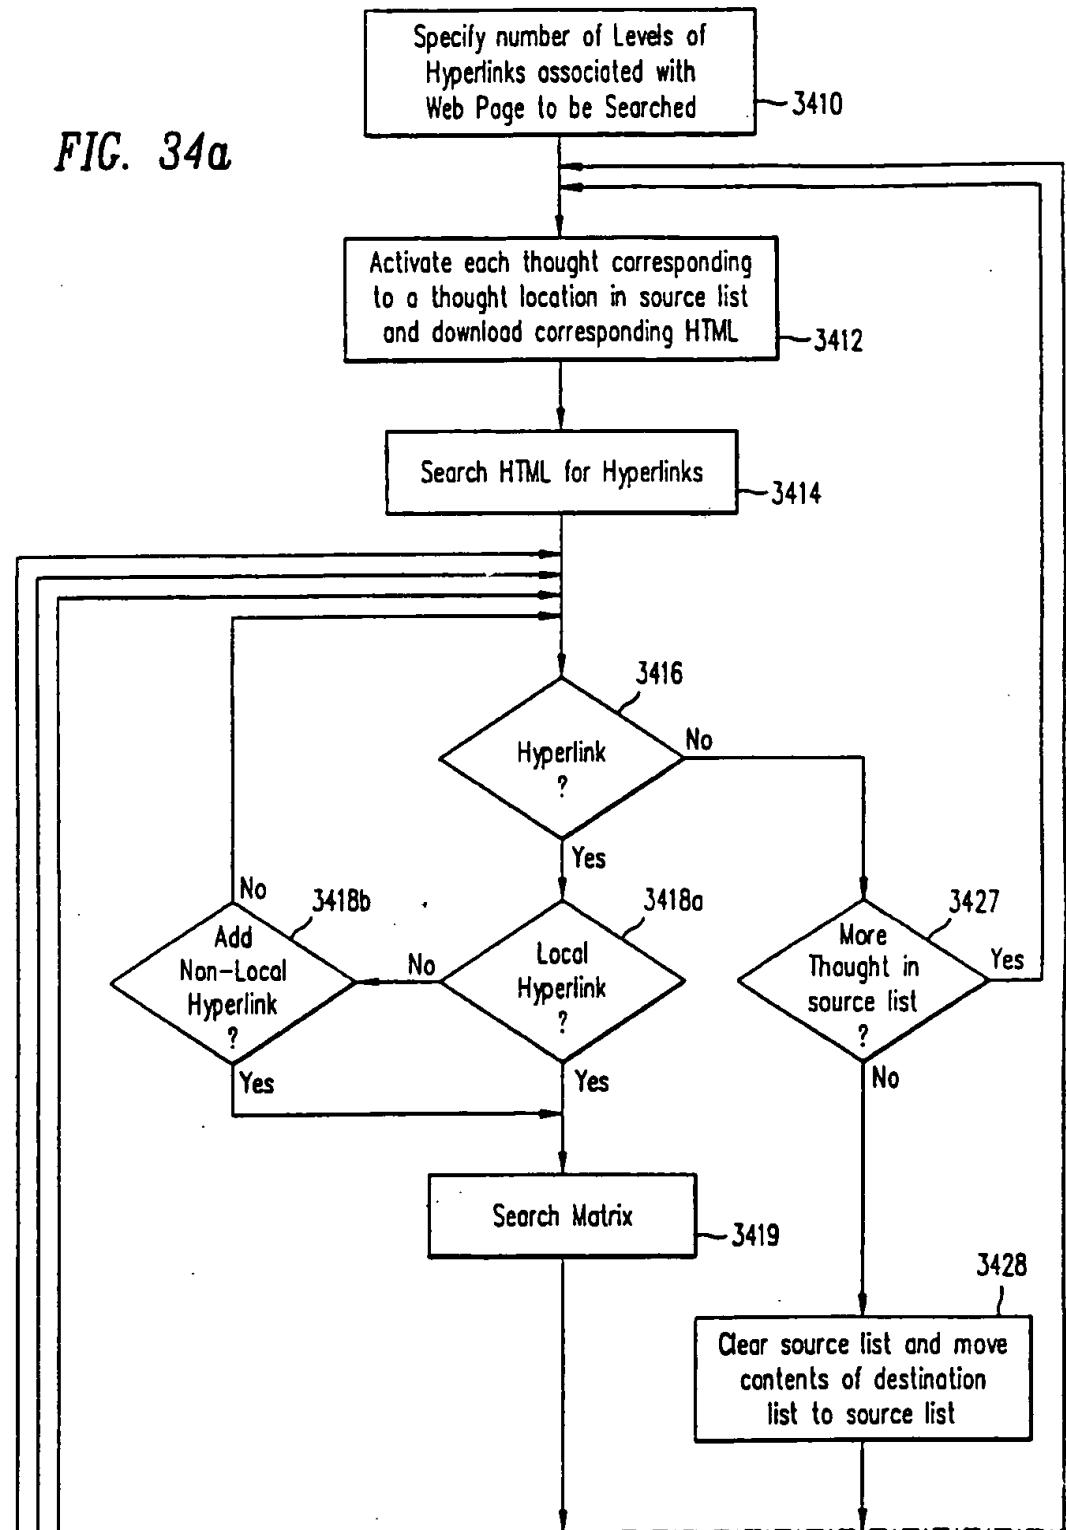 Specify number of Levels of
Hyperlinks associated with
Web Page to be Searched
3410
FIG. 34a
Activate each thought corresponding
to a thought location in source list
and download corresponding HTML
3412
Search HTML for Hyperlinks
3414
3416
Hyperlink
?
No
Yes
No
3418b
3418a
3427
Add
Non-Local
Hyperlink
?
No
Local
Hyperlink
?
More
Thought in
source list
?
Yes
Yes
Yes
No
Search Matrix
3419
3428
Clear source list and move
contents of destination
list to source list